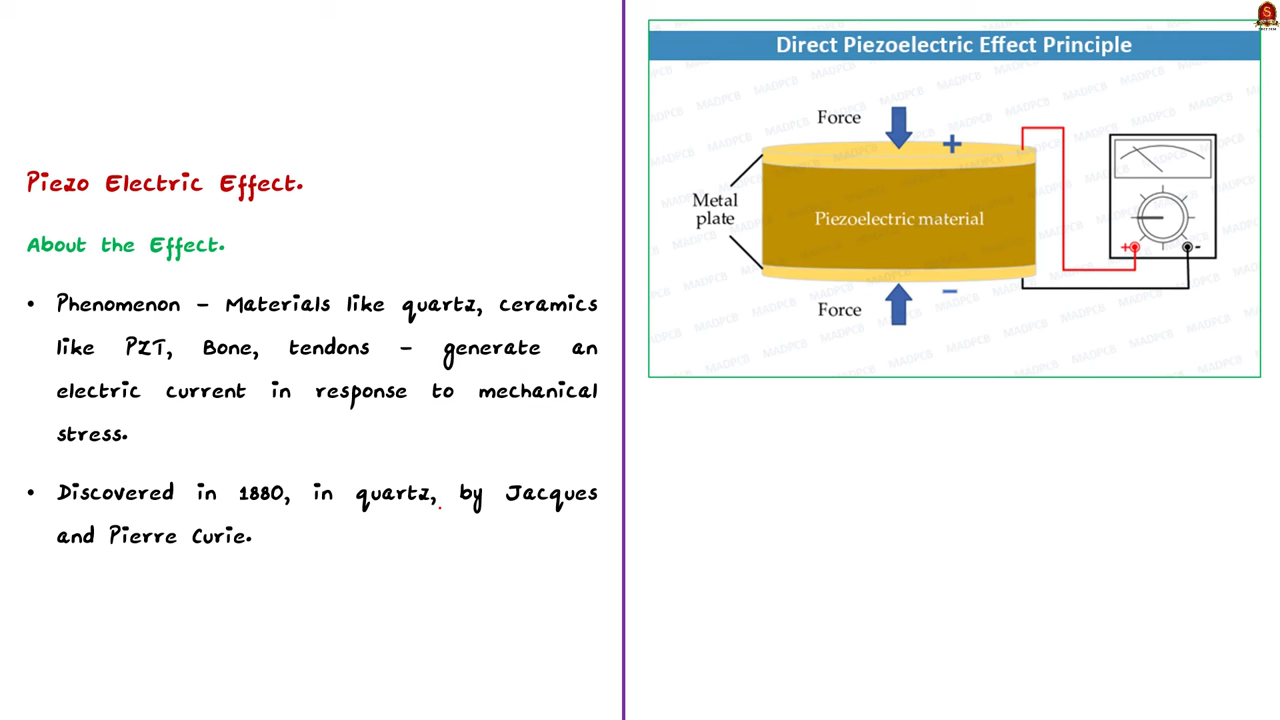 Piezo Electric Effect.
About the Effect.
• Phenomenon – Materials like quartz, ceramics
like PZT, Bone, tendons – generate an
electric current in response to mechanical
stress.
• Discovered in 1880, in quartz, by Jacques
and Pierre Curie.
Direct Piezoelectric Effect Principle
Force
+
Metal
plate
Piezoelectric material
+ -
–
Force
MADPCB